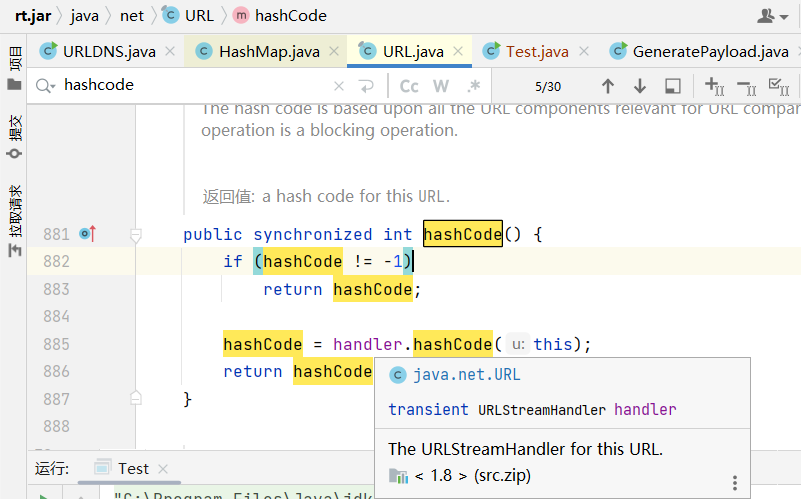 rt.jar > java > net > URL > hashCode
URLDNS.java HashMap.java URL.java Test.java GeneratePayload.java
项目
提交
拉取请求
hashcode Cc W .* 5/30
The hash code is based upon all the URL components relevant for URL compar
operation is a blocking operation.
返回值: a hash code for this URL.
881 public synchronized int hashCode() {
882 if (hashCode != -1)
883 return hashCode;
884
885 hashCode = handler.hashCode( u: this);
886 return hashCode
887 }
888
java.net.URL
transient URLStreamHandler handler
The URLStreamHandler for this URL.
< 1.8 > (src.zip)
运行: Test
"C:\Program Files\Java\jdk